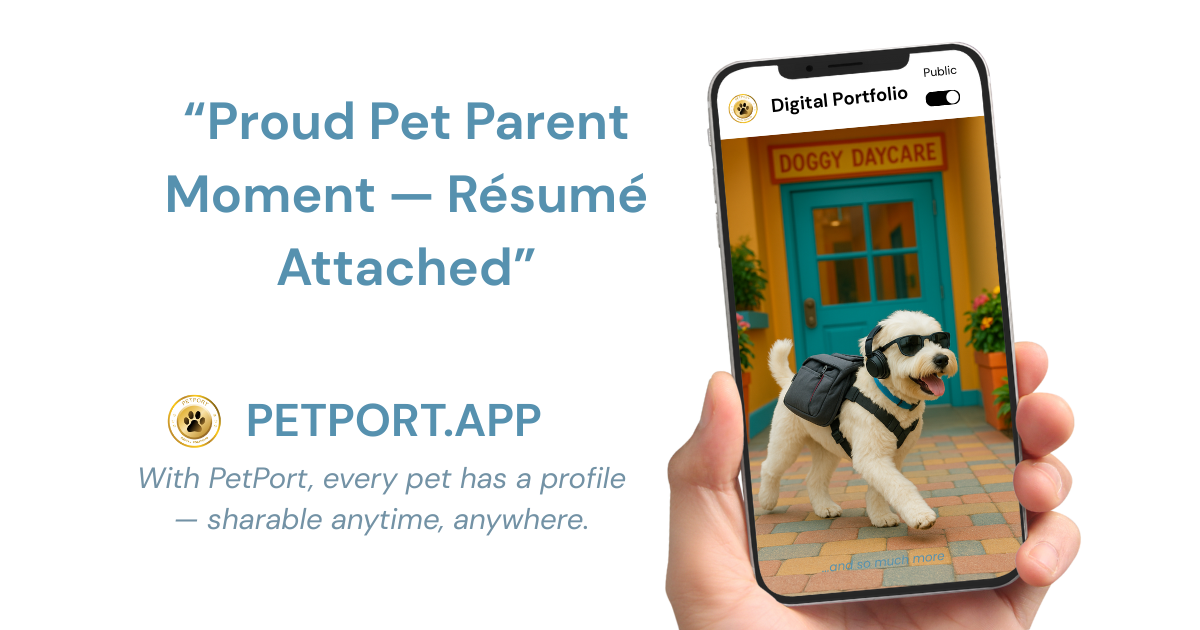 “Proud Pet Parent
Moment — Résumé
Attached”
PETPORT.APP
With PetPort, every pet has a profile
— sharable anytime, anywhere.
Public
Digital Portfolio
DOGGY DAYCARE
...and so much more